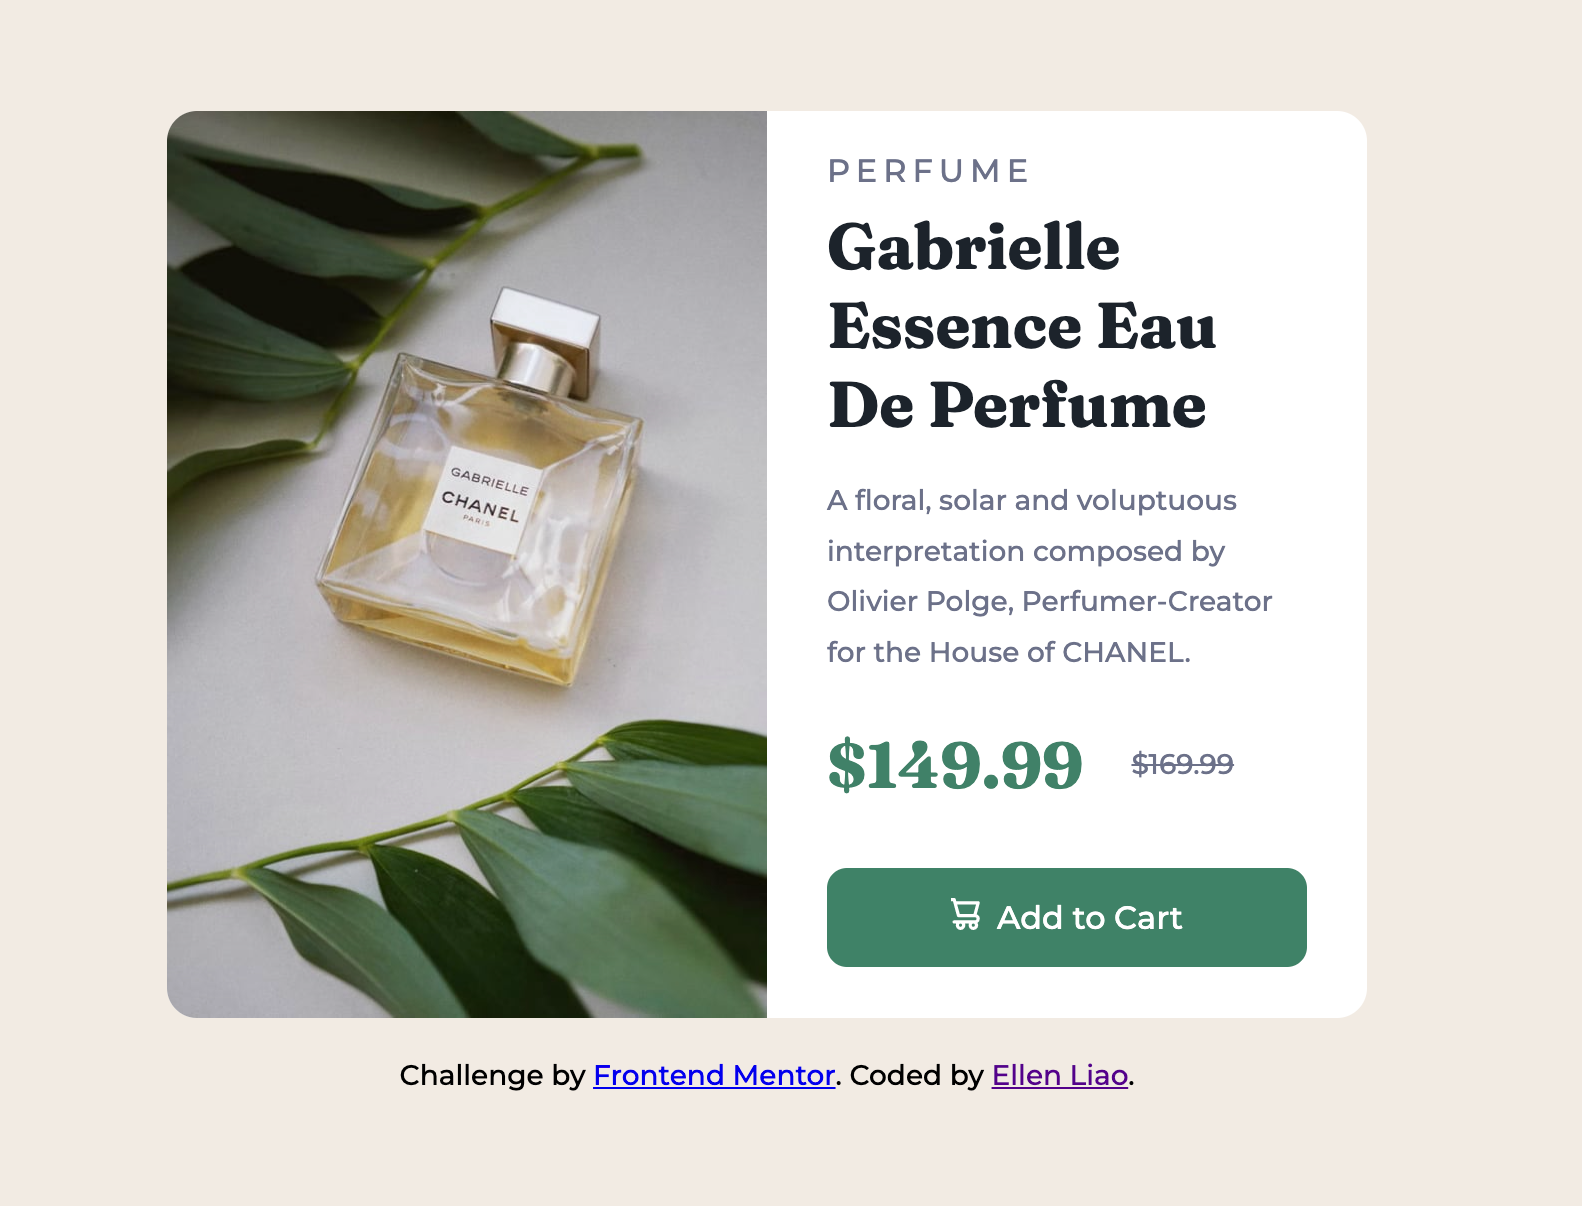 GABRIELLE
CHANEL
PARIS
PERFUME
Gabrielle
Essence Eau
De Perfume
A floral, solar and voluptuous
interpretation composed by
Olivier Polge, Perfumer-Creator
for the House of CHANEL.
$149.99 $169.99
Add to Cart
Challenge by Frontend Mentor. Coded by Ellen Liao.